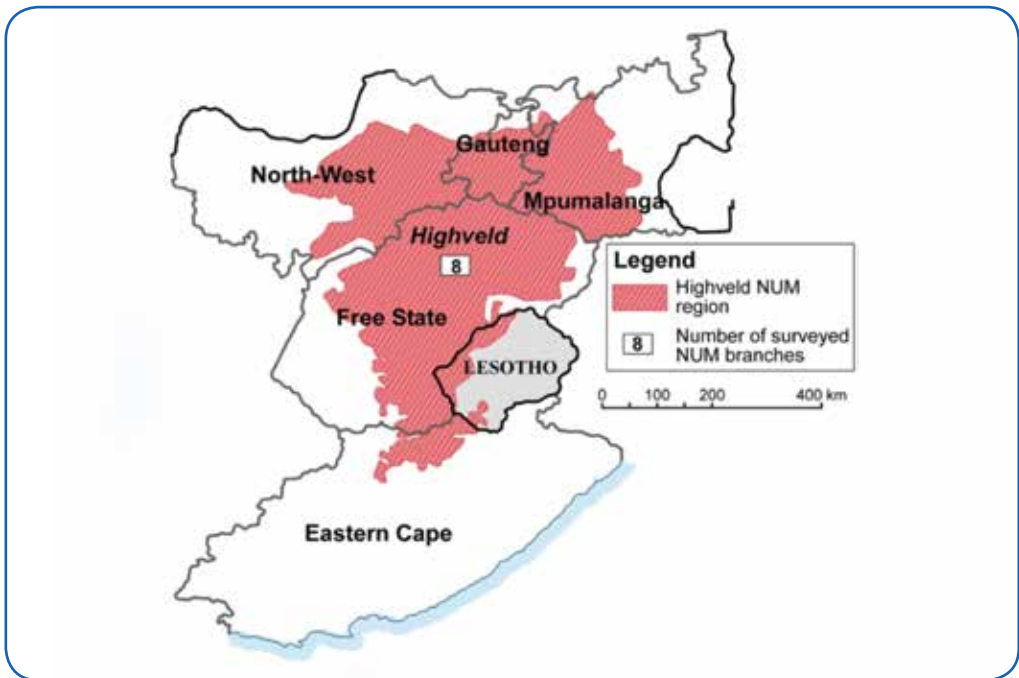 Gauteng
North-West
Mpumalanga
Highveld
8
Free State
LESOTHO
Eastern Cape
Legend
Highveld NUM
region
8
Number of surveyed
NUM branches
0 100 200 400 km